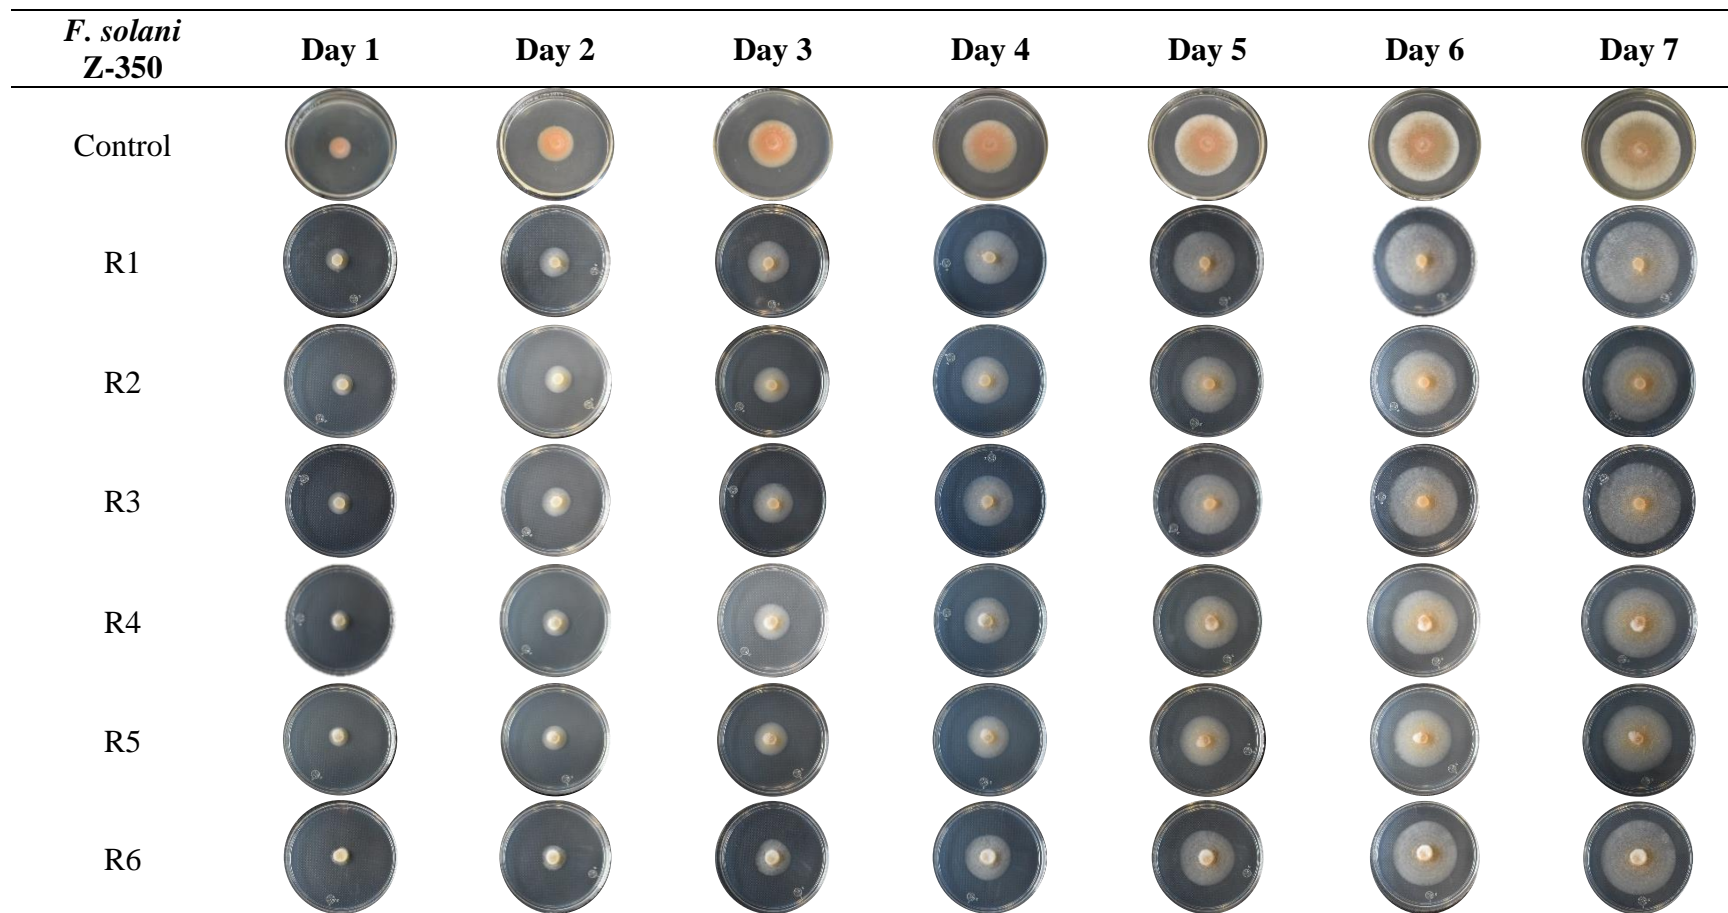 F. solani
Z-350
Day 1
Day 2
Day 3
Day 4
Day 5
Day 6
Day 7
Control
R1
R2
R3
R4
R5
R6